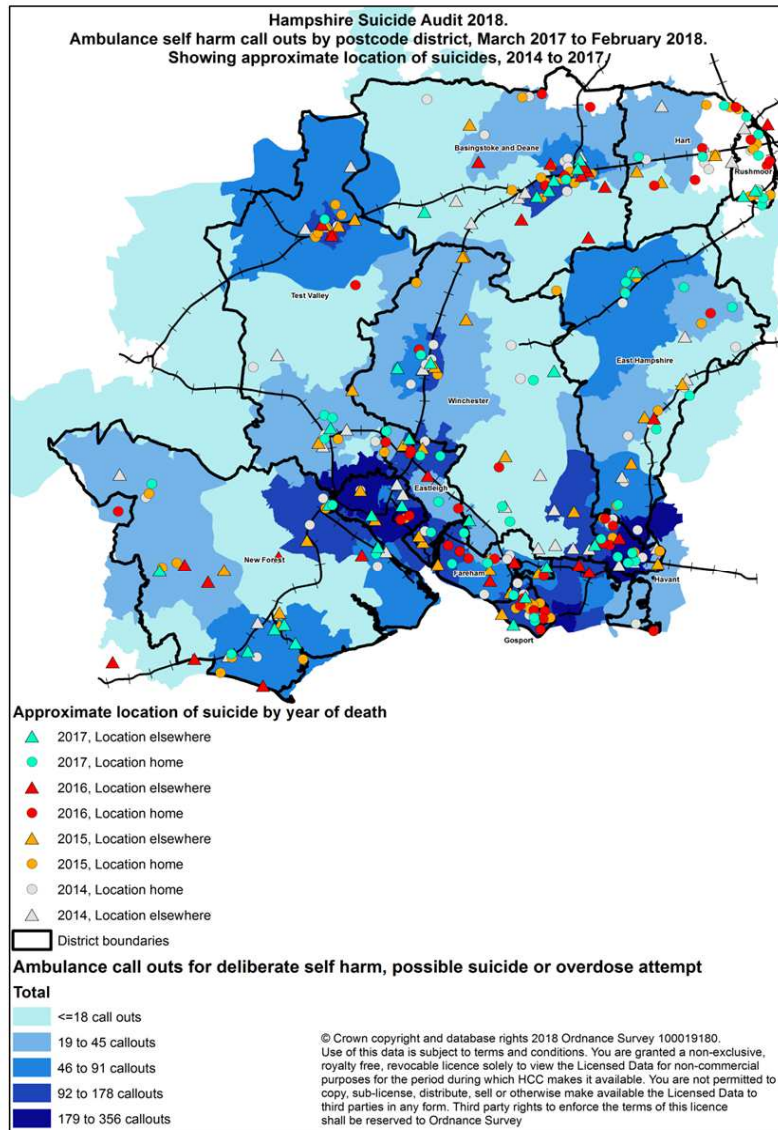 Hampshire Suicide Audit 2018.
Ambulance self harm call outs by postcode district, March 2017 to February 2018.
Showing approximate location of suicides, 2014 to 2017.
Basingstoke and Deane
Hart
Rushmoor
Test Valley
East Hampshire
Winchester
Eastleigh
New Forest
Fareham
Havant
Gosport
Approximate location of suicide by year of death
2017, Location elsewhere
2017, Location home
2016, Location elsewhere
2016, Location home
2015, Location elsewhere
2015, Location home
2014, Location home
2014, Location elsewhere
District boundaries
Ambulance call outs for deliberate self harm, possible suicide or overdose attempt
Total
<=18 call outs
19 to 45 callouts
46 to 91 callouts
92 to 178 callouts
179 to 356 callouts
© Crown copyright and database rights 2018 Ordnance Survey 100019180.
Use of this data is subject to terms and conditions. You are granted a non-exclusive,
royalty free, revocable licence solely to view the Licensed Data for non-commercial
purposes for the period during which HCC makes it available. You are not permitted to
copy, sub-license, distribute, sell or otherwise make available the Licensed Data to
third parties in any form. Third party rights to enforce the terms of this licence
shall be reserved to Ordnance Survey